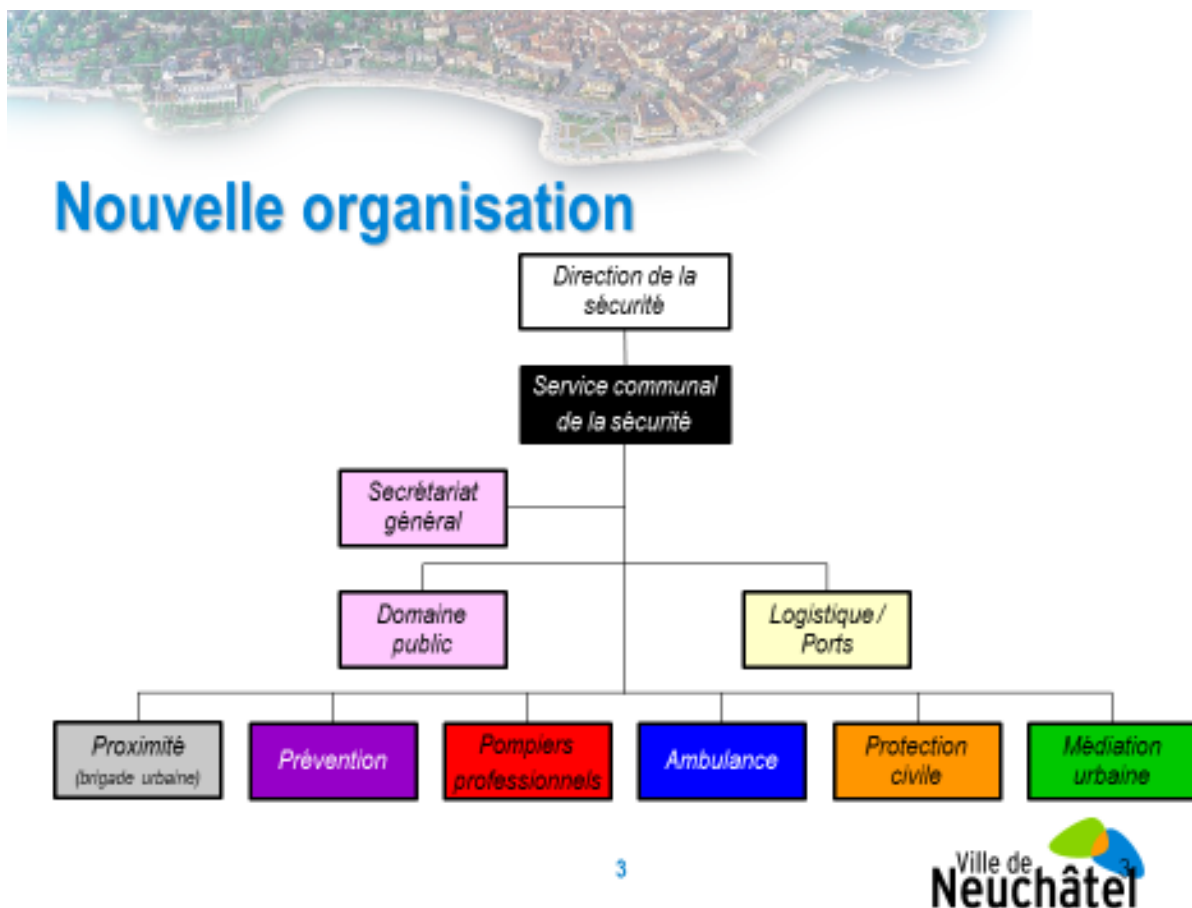 Nouvelle organisation
Direction de la
sécurité
Service communal
de la sécurité
Secrétariat
général
Domaine
public
Logistique /
Ports
Proximité
(brigade urbaine)
Prévention
Pompiers
professionnels
Ambulance
Protection
civile
Médiation
urbaine
3
Ville de
3
Neuchâtel